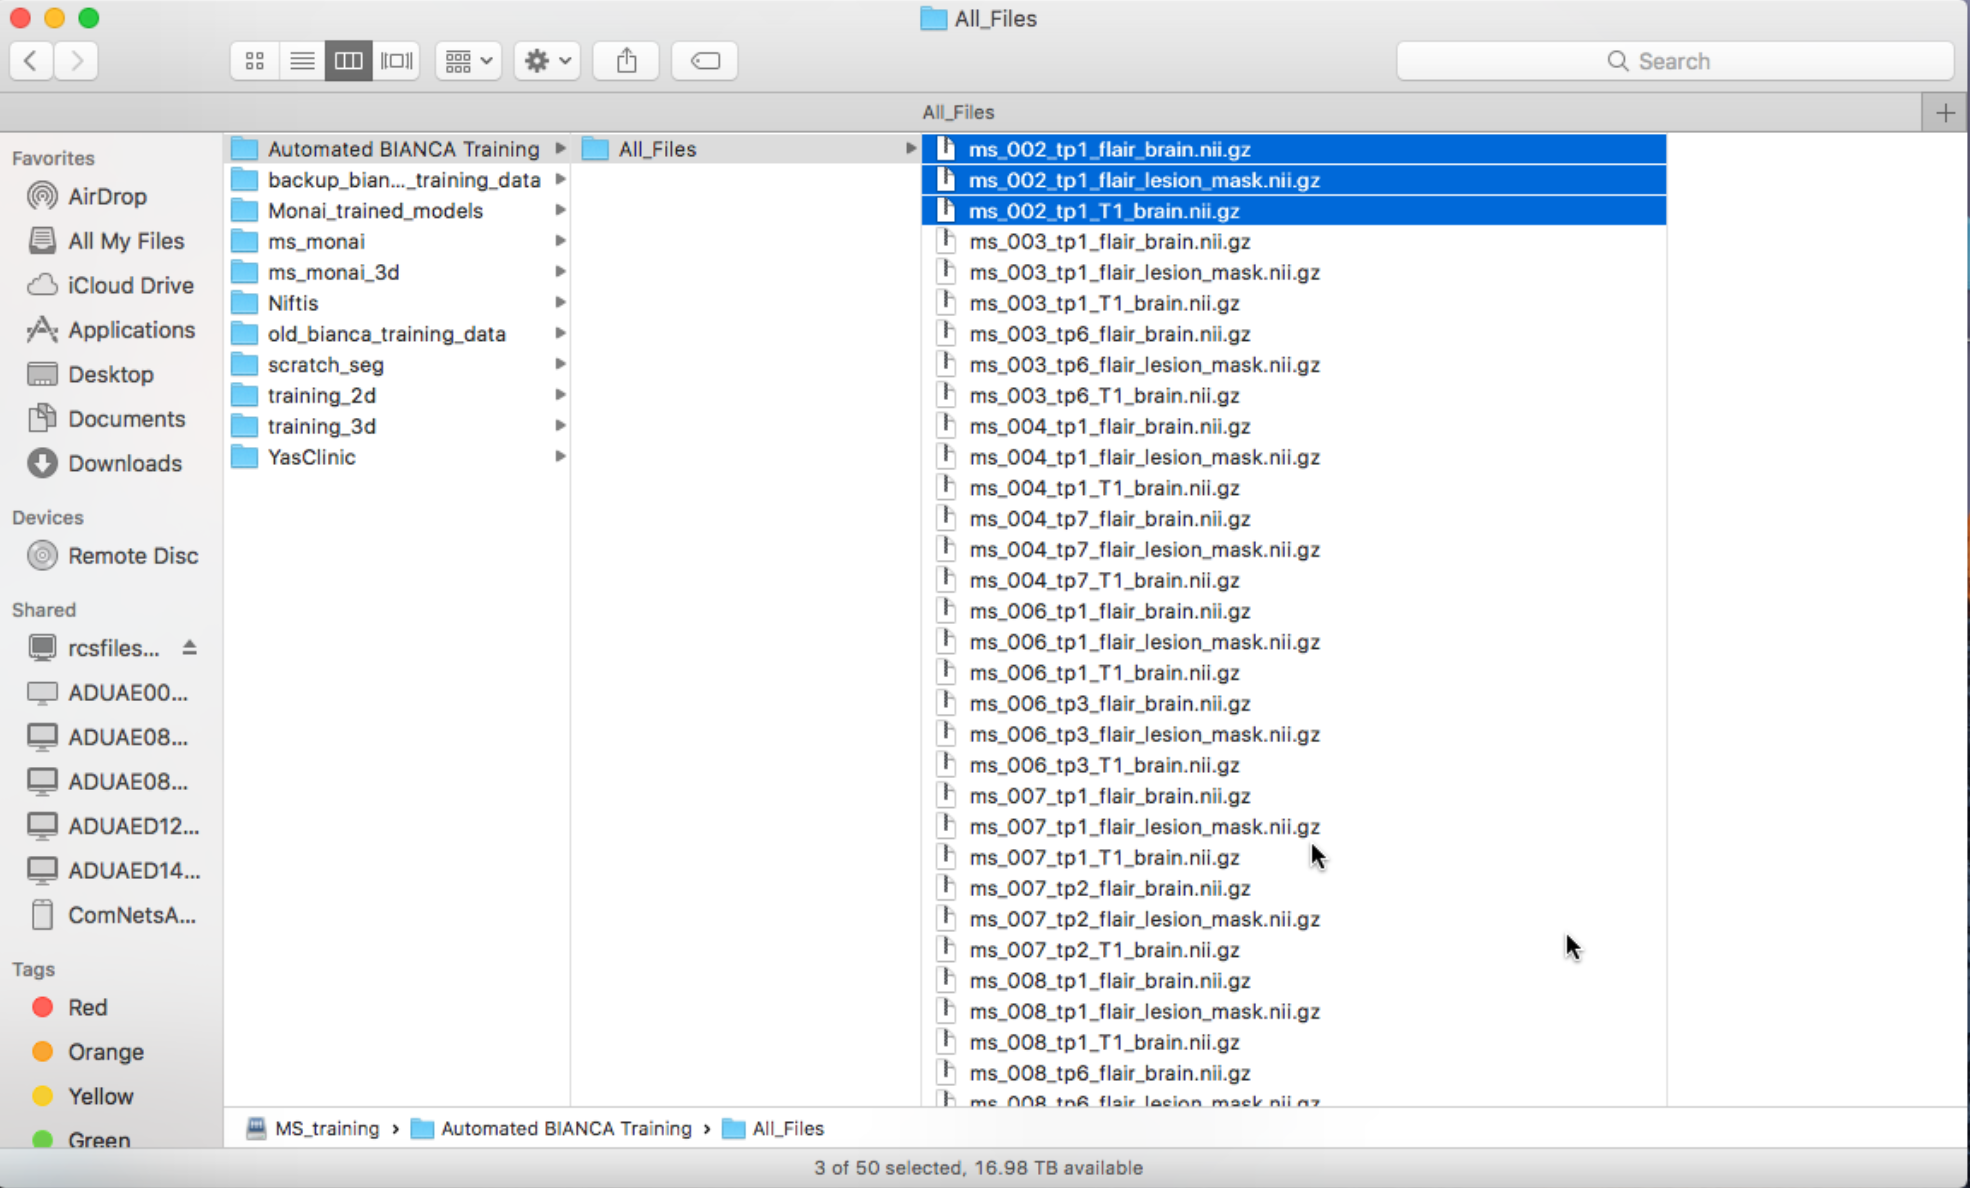 All_Files
Search
All_Files
Favorites
AirDrop
All My Files
iCloud Drive
Applications
Desktop
Documents
Downloads
Devices
Remote Disc
Shared
rcsfiles...
ADUAE00...
ADUAE08...
ADUAE08...
ADUAED12...
ADUAED14...
ComNetsA...
Tags
Red
Orange
Yellow
Green
Automated BIANCA Training
backup_bian..._training_data
Monai_trained_models
ms_monai
ms_monai_3d
Niftis
old_bianca_training_data
scratch_seg
training_2d
training_3d
YasClinic
All_Files
ms_002_tp1_flair_brain.nii.gz
ms_002_tp1_flair_lesion_mask.nii.gz
ms_002_tp1_T1_brain.nii.gz
ms_003_tp1_flair_brain.nii.gz
ms_003_tp1_flair_lesion_mask.nii.gz
ms_003_tp1_T1_brain.nii.gz
ms_003_tp6_flair_brain.nii.gz
ms_003_tp6_flair_lesion_mask.nii.gz
ms_003_tp6_T1_brain.nii.gz
ms_004_tp1_flair_brain.nii.gz
ms_004_tp1_flair_lesion_mask.nii.gz
ms_004_tp1_T1_brain.nii.gz
ms_004_tp7_flair_brain.nii.gz
ms_004_tp7_flair_lesion_mask.nii.gz
ms_004_tp7_T1_brain.nii.gz
ms_006_tp1_flair_brain.nii.gz
ms_006_tp1_flair_lesion_mask.nii.gz
ms_006_tp1_T1_brain.nii.gz
ms_006_tp3_flair_brain.nii.gz
ms_006_tp3_flair_lesion_mask.nii.gz
ms_006_tp3_T1_brain.nii.gz
ms_007_tp1_flair_brain.nii.gz
ms_007_tp1_flair_lesion_mask.nii.gz
ms_007_tp1_T1_brain.nii.gz
ms_007_tp2_flair_brain.nii.gz
ms_007_tp2_flair_lesion_mask.nii.gz
ms_007_tp2_T1_brain.nii.gz
ms_008_tp1_flair_brain.nii.gz
ms_008_tp1_flair_lesion_mask.nii.gz
ms_008_tp1_T1_brain.nii.gz
ms_008_tp6_flair_brain.nii.gz
ms_008_tp6_flair_lesion_mask.nii.gz
MS_training › Automated BIANCA Training › All_Files
3 of 50 selected, 16.98 TB available